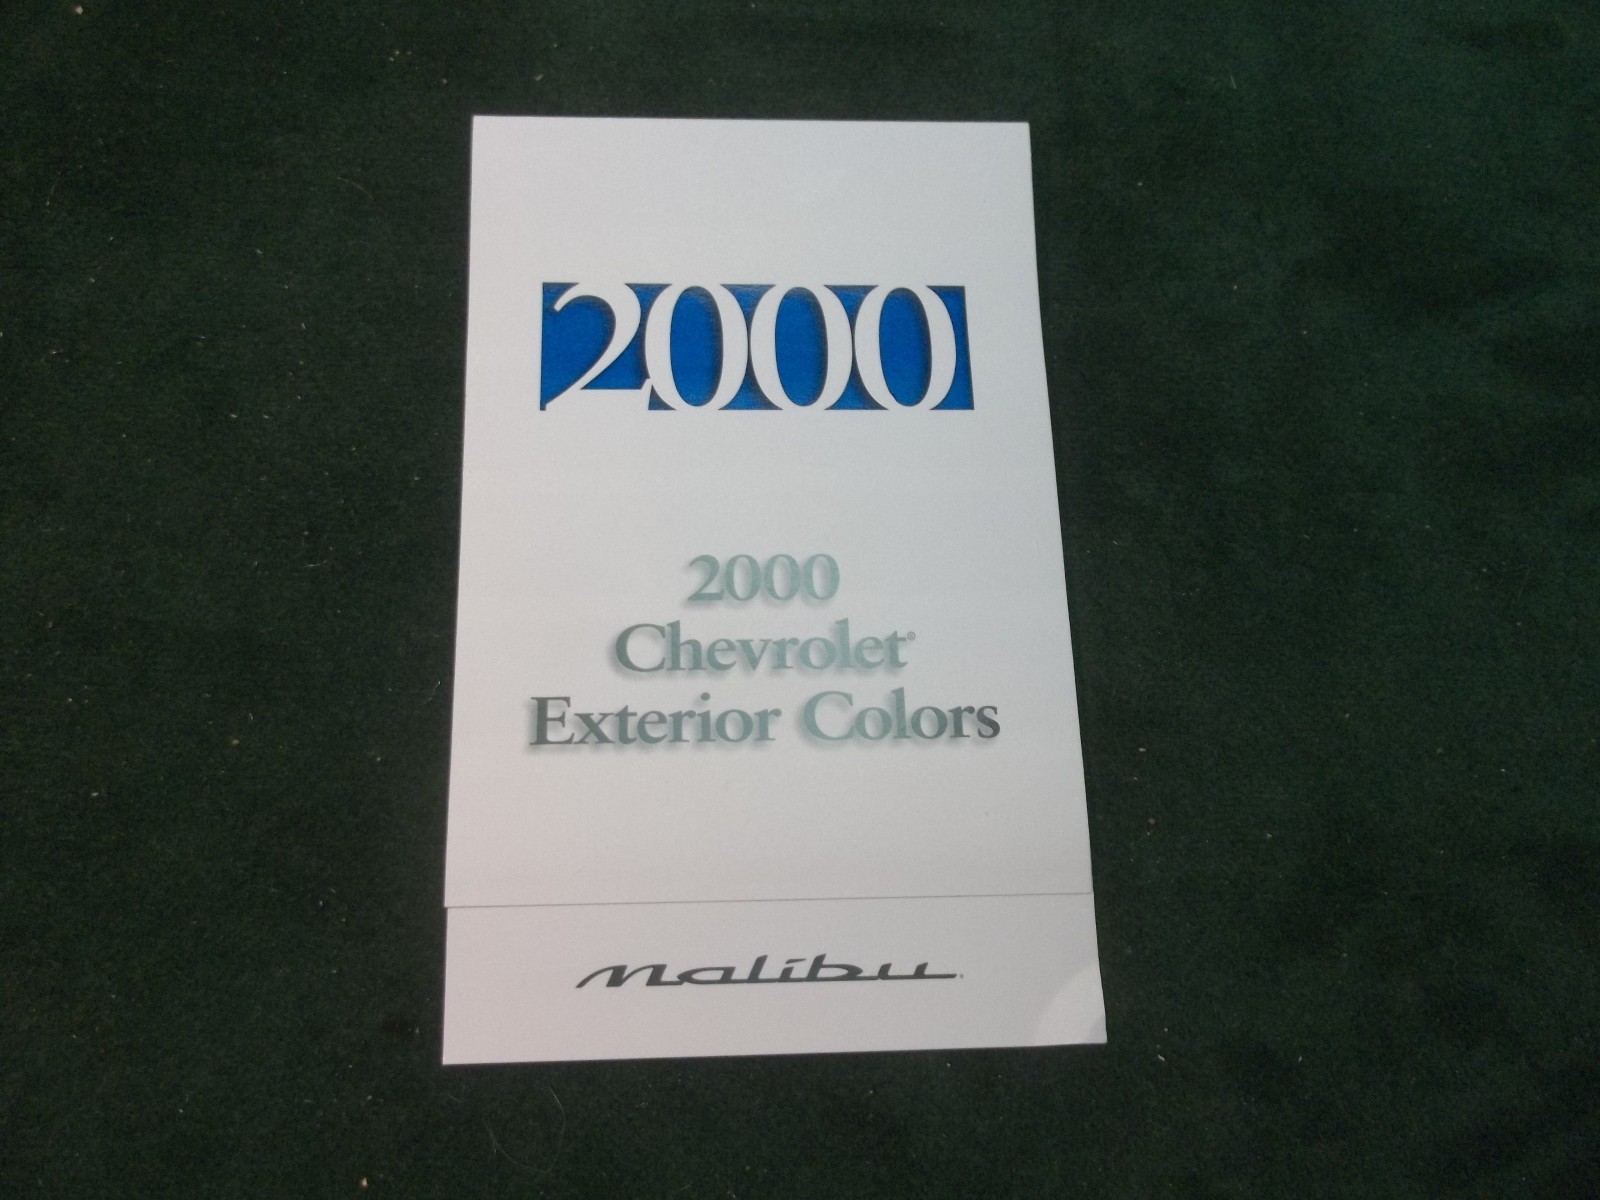 2000
2000
Chevrolet®
Exterior Colors
malibu